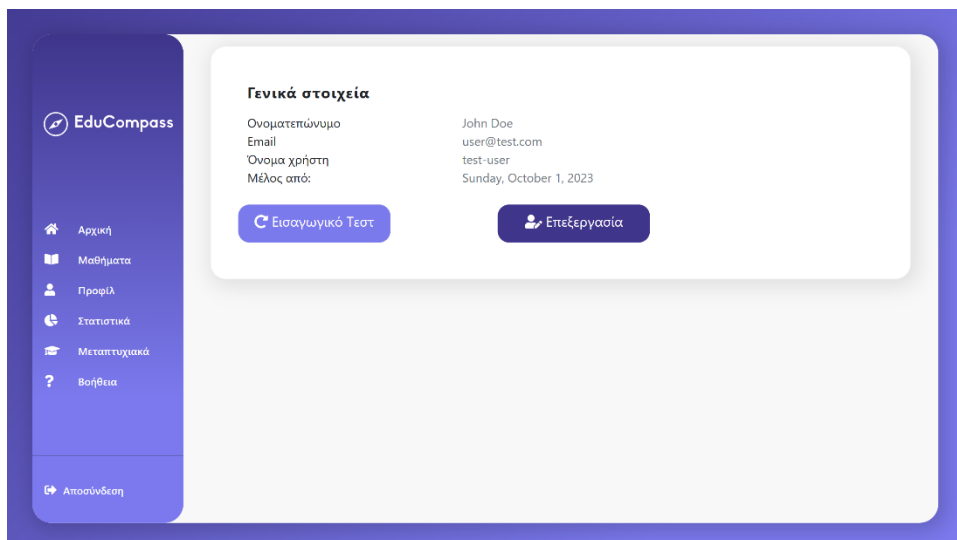 EduCompass
Αρχική
Μαθήματα
Προφίλ
Στατιστικά
Μεταπτυχιακά
Βοήθεια
Αποσύνδεση
Γενικά στοιχεία
Ονοματεπώνυμο John Doe
Email user@test.com
Όνομα χρήστη test-user
Μέλος από: Sunday, October 1, 2023
Εισαγωγικό Τεστ Επεξεργασία